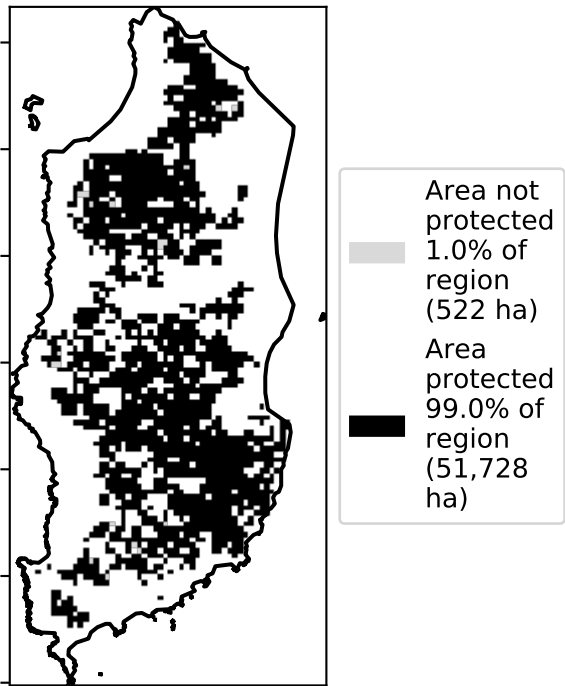 Area not
protected
1.0% of
region
(522 ha)
Area
protected
99.0% of
region
(51,728
ha)